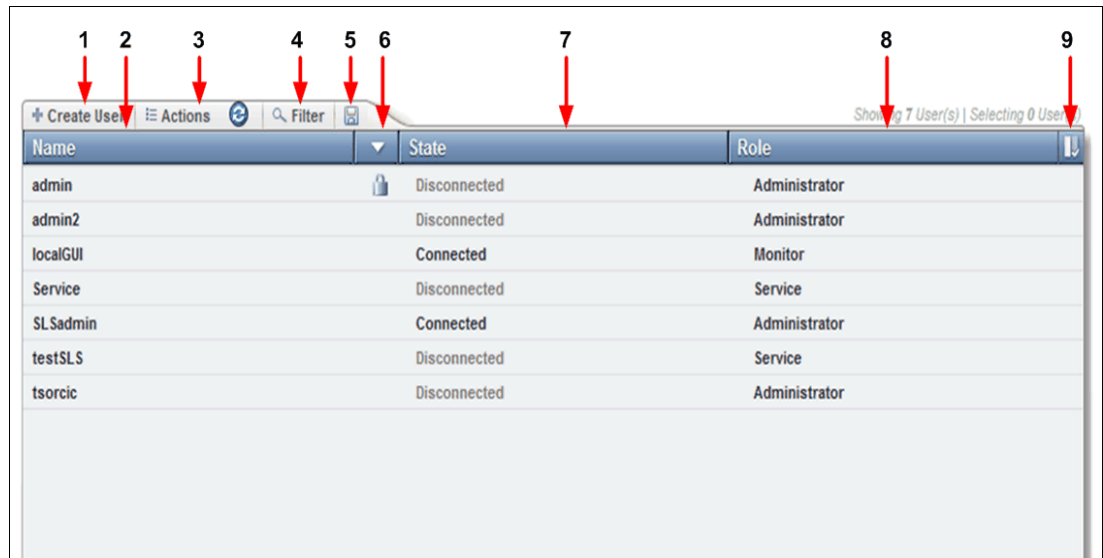 1 2 3 4 5 6 7 8 9
Create User Actions Filter Showing 7 User(s) | Selecting 0 User(s)
Name State Role
admin Disconnected Administrator
admin2 Disconnected Administrator
localGUI Connected Monitor
Service Disconnected Service
SLSadmin Connected Administrator
testSLS Disconnected Service
tsorcic Disconnected Administrator